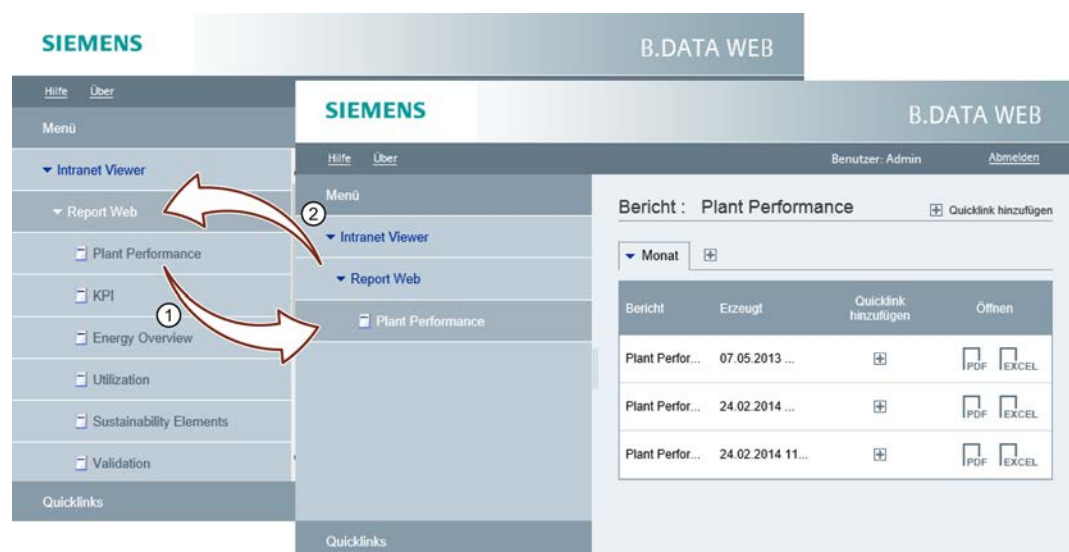 SIEMENS
B.DATA WEB
Hilfe Über
Menü
Intranet Viewer
Report Web
Plant Performance
KPI
Energy Overview
Utilization
Sustainability Elements
Validation
Quicklinks
1
2
SIEMENS
B.DATA WEB
Hilfe Über Benutzer: Admin Abmelden
Menü
Intranet Viewer
Report Web
Plant Performance
Quicklinks
Bericht : Plant Performance Quicklink hinzufügen
Monat
Bericht Erzeugt Quicklink hinzufügen Öffnen
Plant Perfor... 07.05.2013 ... PDF EXCEL
Plant Perfor... 24.02.2014 ... PDF EXCEL
Plant Perfor... 24.02.2014 11... PDF EXCEL